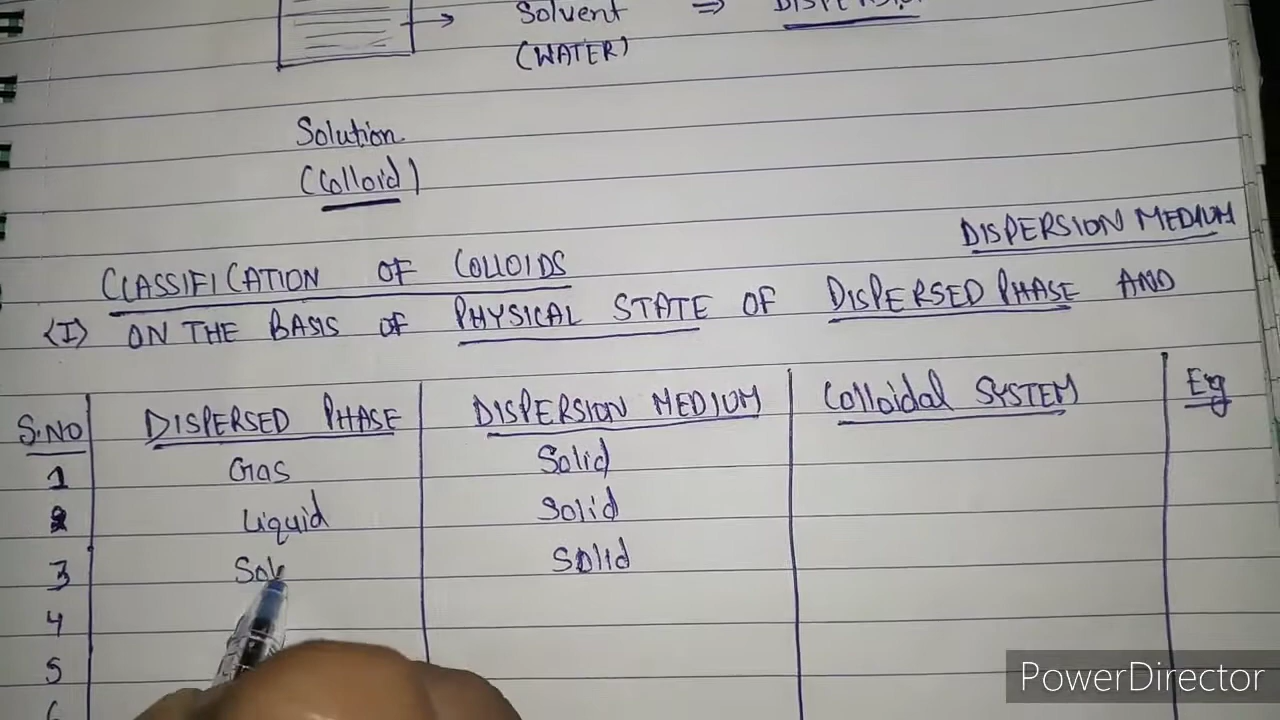 Solvent ⇒
(WATER)
Solution
(Colloid)
DISPERSION MEDIUM
CLASSIFICATION OF COLLOIDS
(I) ON THE BASIS OF PHYSICAL STATE OF DISPERSED PHASE AND
S.NO DISPERSED PHASE DISPERSION MEDIUM Colloidal SYSTEM Eg
1 Gas Solid
2 Liquid Solid
3 Sol Solid
4
5
PowerDirector